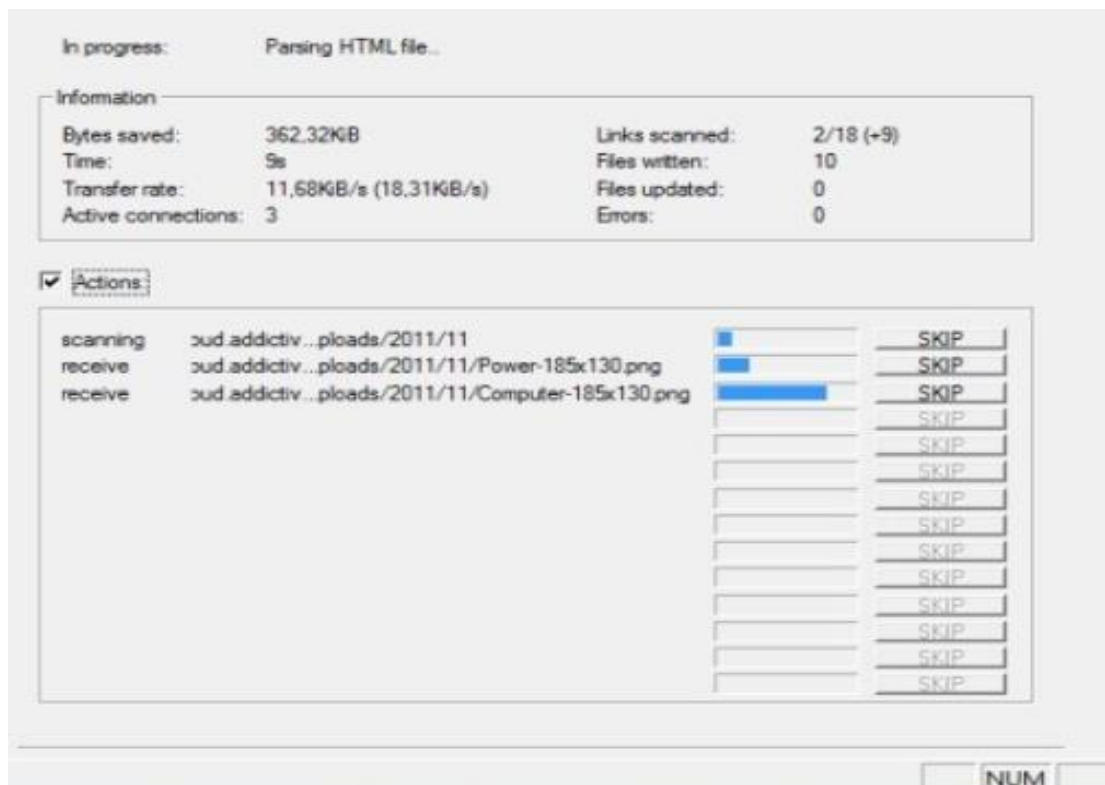 In progress: Parsing HTML file..
Information
Bytes saved: 362,32KiB Links scanned: 2/18 (+9)
Time: 9s Files written: 10
Transfer rate: 11,68KiB/s (18,31KiB/s) Files updated: 0
Active connections: 3 Errors: 0
Actions:
scanning oud.addictiv...ploads/2011/11 SKIP
receive oud.addictiv...ploads/2011/11/Power-185x130.png SKIP
receive oud.addictiv...ploads/2011/11/Computer-185x130.png SKIP
SKIP
SKIP
SKIP
SKIP
SKIP
SKIP
SKIP
SKIP
SKIP
SKIP
SKIP
NUM